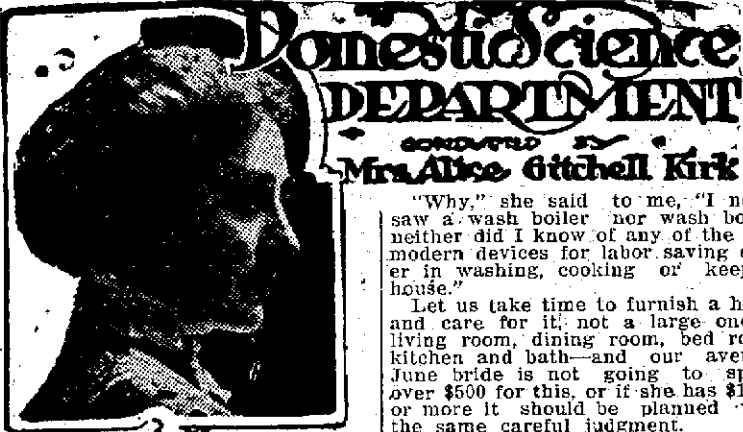 Domestic Science
DEPARTMENT
CONDUCTED BY
Mrs. Alice Gitchell Kirk
"Why," she said to me, "I n
saw a wash boiler nor wash bo
neither did I know of any of the
modern devices for labor saving e
er in washing, cooking or kee
house."
Let us take time to furnish a h
and care for it, not a large on
living room, dining room, bed ro
kitchen and bath—and our ave
June bride is not going to sp
over $500 for this, or if she has $1
or more it should be planned
the same careful judgment.